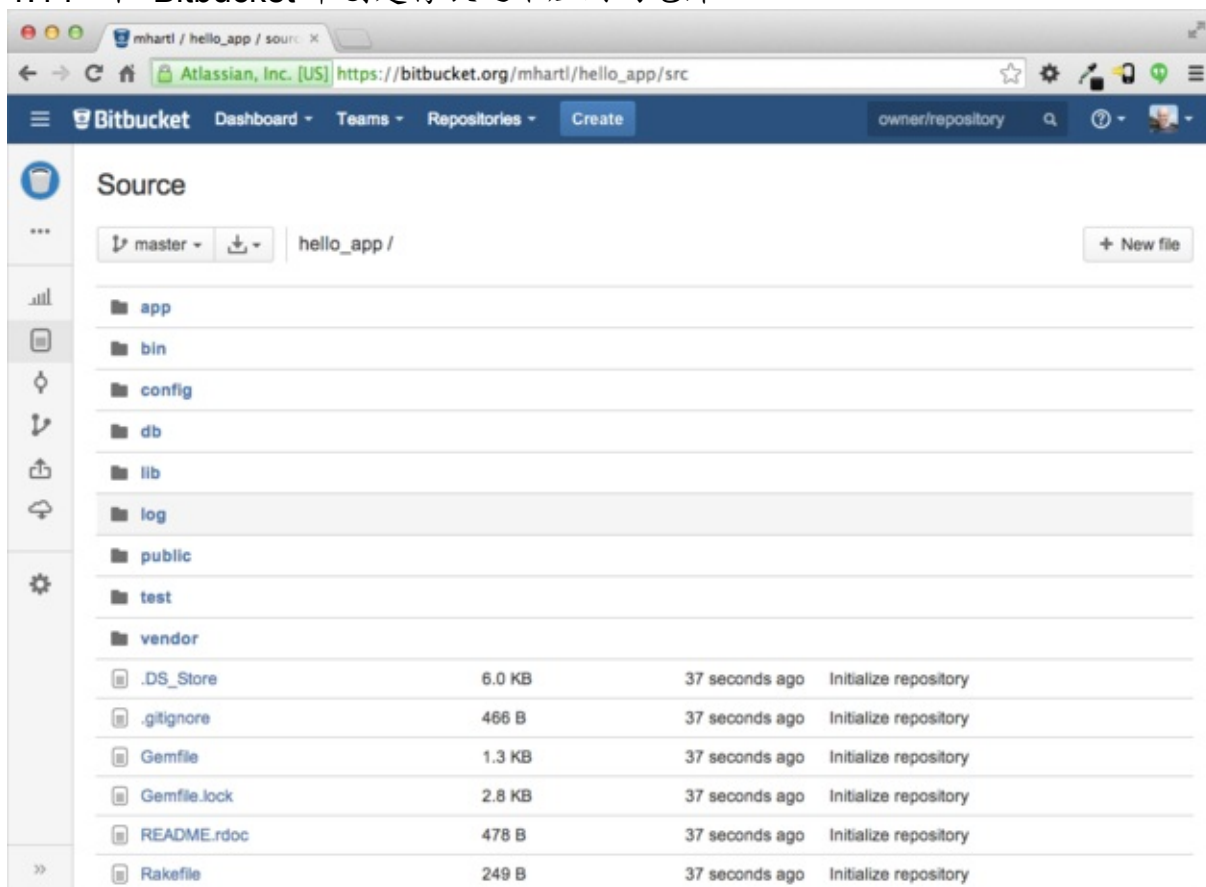 mhartl / hello_app / sourc
Atlassian, Inc. [US] https://bitbucket.org/mhartl/hello_app/src
Bitbucket Dashboard Teams Repositories Create owner/repository
Source
master hello_app / + New file
app
bin
config
db
lib
log
public
test
vendor
.DS_Store 6.0 KB 37 seconds ago Initialize repository
.gitignore 466 B 37 seconds ago Initialize repository
Gemfile 1.3 KB 37 seconds ago Initialize repository
Gemfile.lock 2.8 KB 37 seconds ago Initialize repository
README.rdoc 478 B 37 seconds ago Initialize repository
Rakefile 249 B 37 seconds ago Initialize repository